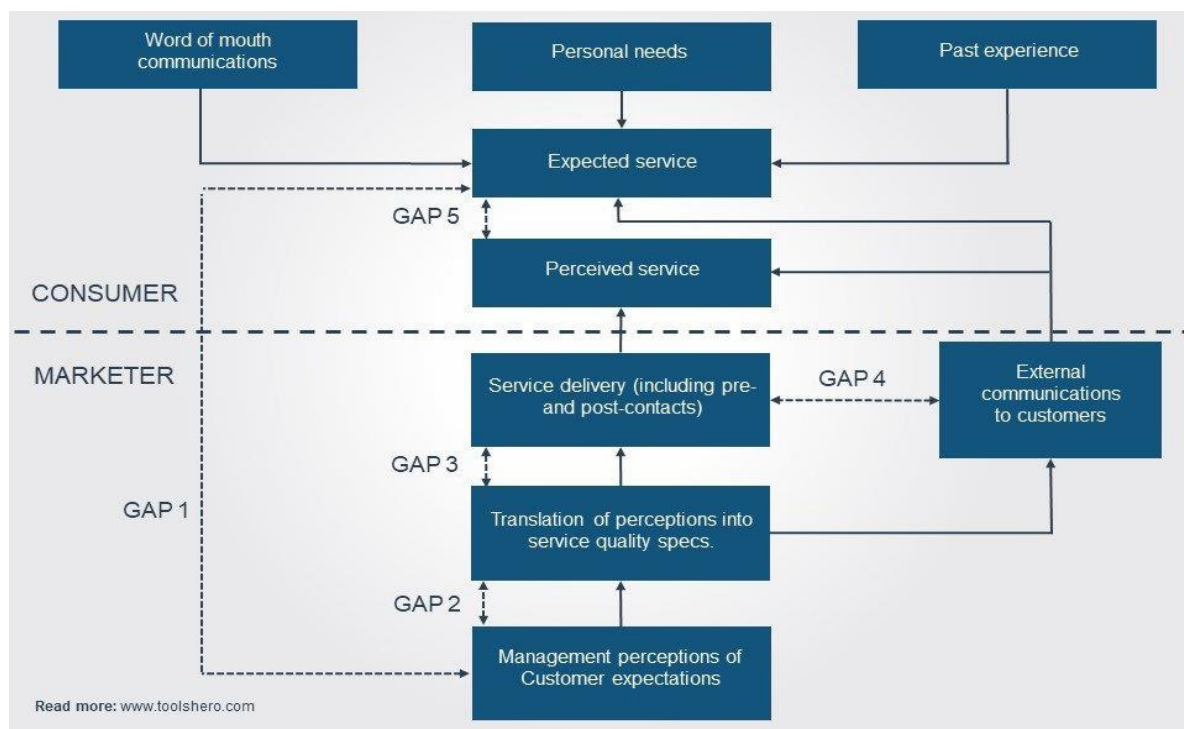 Word of mouth
communications
Personal needs
Past experience
Expected service
GAP 5
Perceived service
CONSUMER
MARKETER
Service delivery (including pre-
and post-contacts)
GAP 4
External
communications
to customers
GAP 3
GAP 1
Translation of perceptions into
service quality specs.
GAP 2
Management perceptions of
Customer expectations
Read more: www.toolshero.com